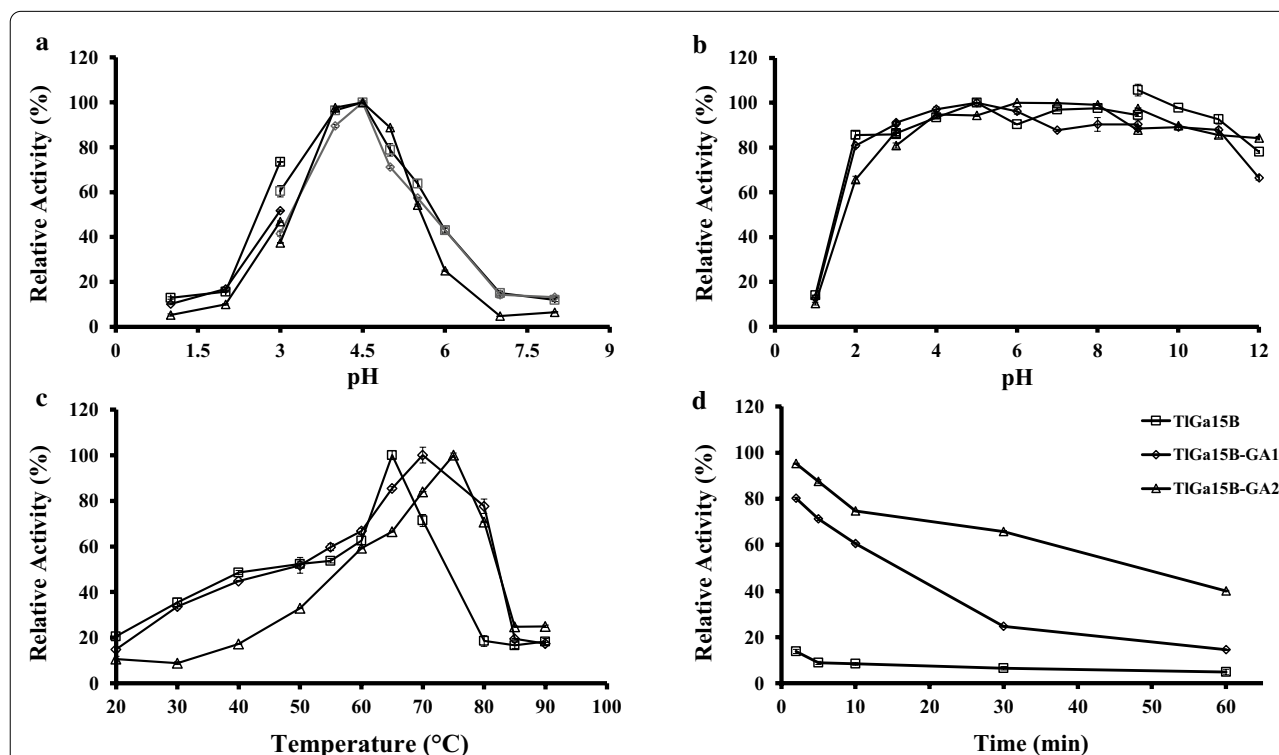 a
Relative Activity (%)
120
100
80
60
40
20
0
0 1.5 3 4.5 6 7.5 9
pH
b
Relative Activity (%)
120
100
80
60
40
20
0
0 2 4 6 8 10 12
pH
c
Relative Activity (%)
120
100
80
60
40
20
0
20 30 40 50 60 70 80 90 100
Temperature (°C)
d
Relative Activity (%)
120
100
80
60
40
20
0
0 10 20 30 40 50 60
Time (min)
TlGa15B
TlGa15B-GA1
TlGa15B-GA2